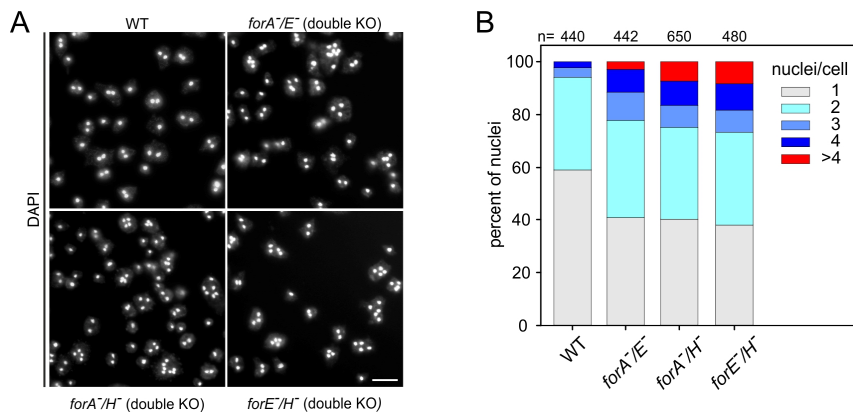 A
WT
forA⁻/E⁻ (double KO)
DAPI
forA⁻/H⁻ (double KO)
forE⁻/H⁻ (double KO)
B
n= 440 442 650 480
100
80
60
40
20
0
percent of nuclei
WT
forA⁻/E⁻
forA⁻/H⁻
forE⁻/H⁻
nuclei/cell
1
2
3
4
>4